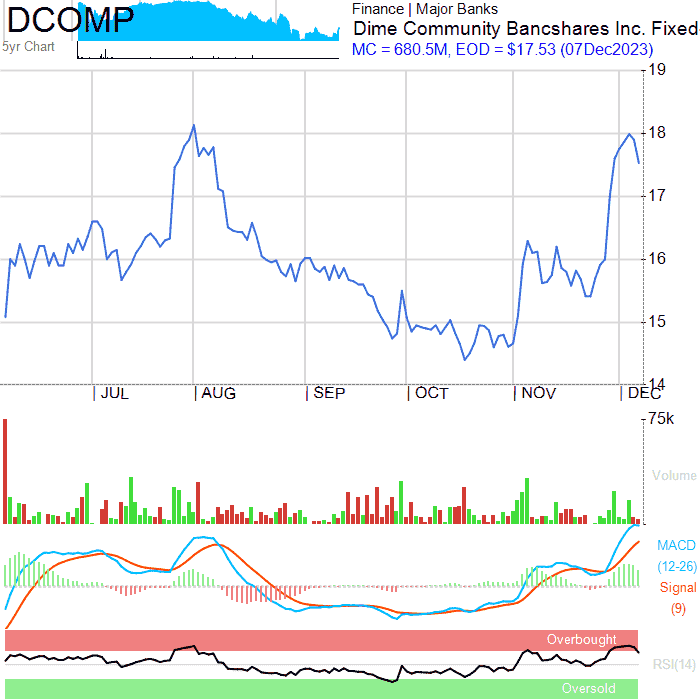 DCOMP
5yr Chart
Finance | Major Banks
Dime Community Bancshares Inc. Fixed
MC = 680.5M, EOD = $17.53 (07Dec2023)
19
18
17
16
15
14
JUL AUG SEP OCT NOV DEC
75k
Volume
MACD
(12-26)
Signal
(9)
Overbought
RSI(14)
Oversold